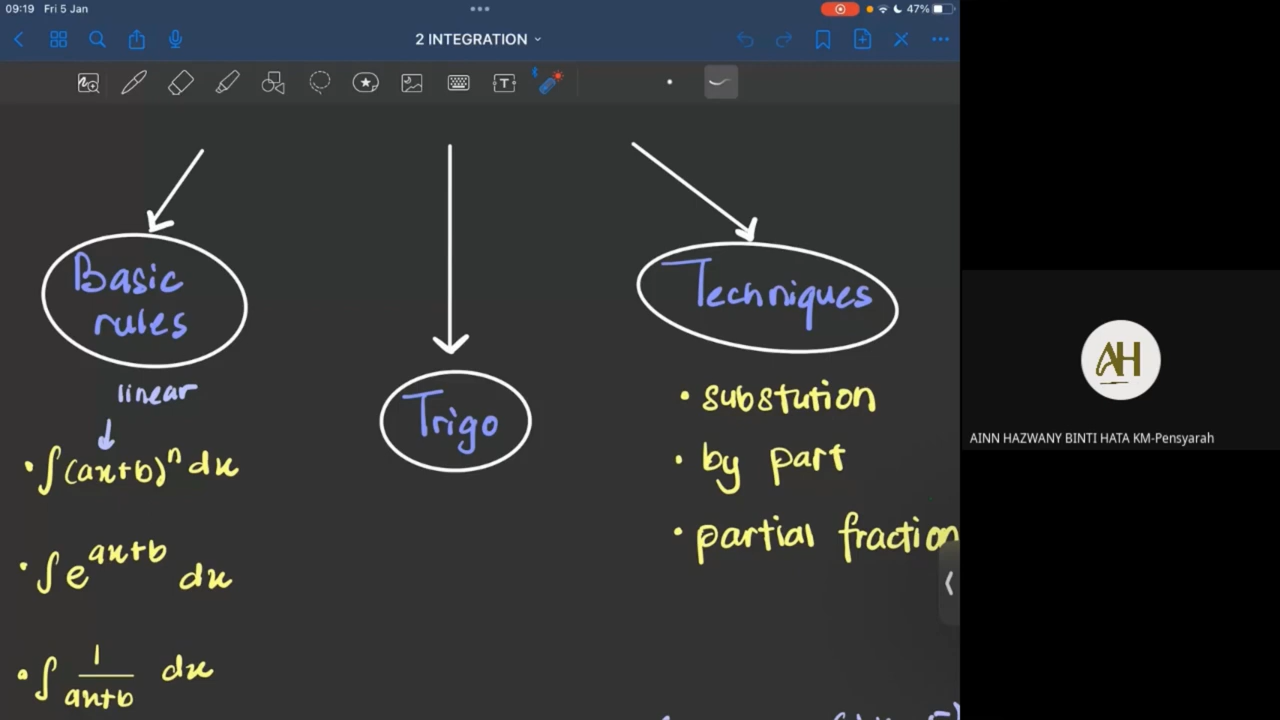 09:19 Fri 5 Jan
47%
2 INTEGRATION
T
Basic
rules
linear
• ∫(ax+b)ⁿ dx
• ∫e^(ax+b) dx
• ∫ 1/(ax+b) dx
Trigo
Techniques
• substution
• by part
• partial fraction
AH
AINN HAZWANY BINTI HATA KM-Pensyarah